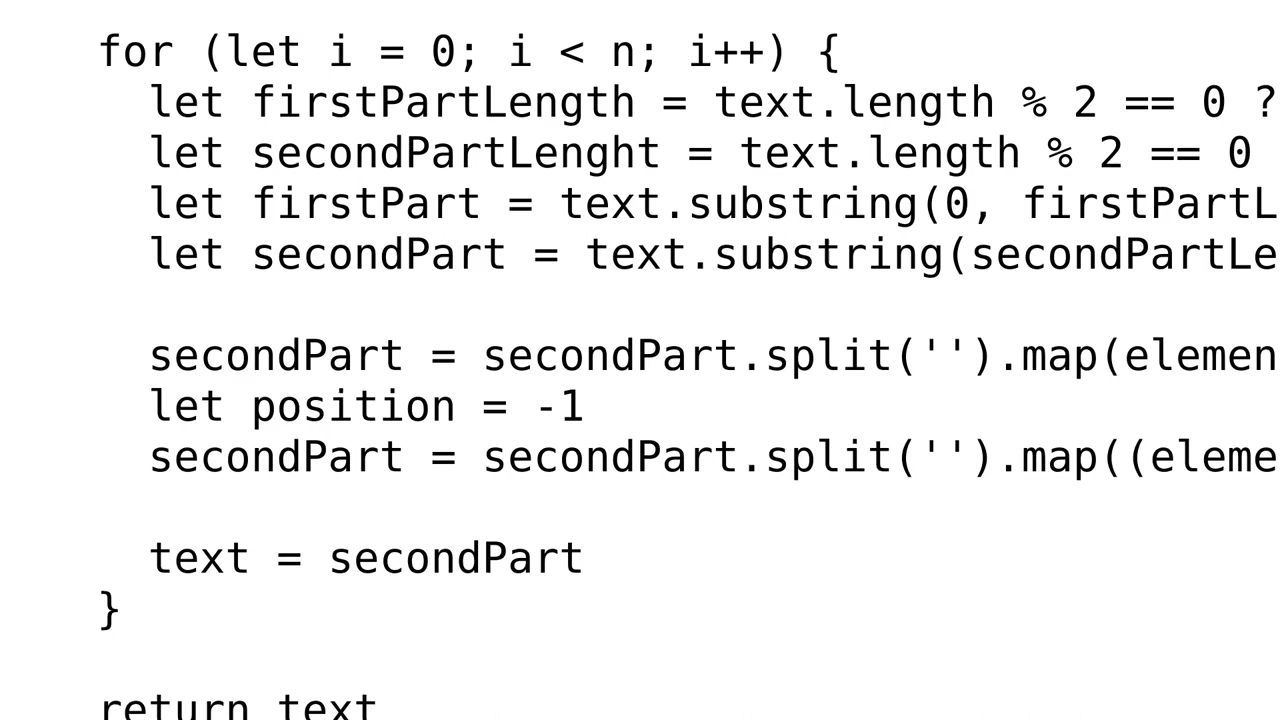 for (let i = 0; i < n; i++) {
let firstPartLength = text.length % 2 == 0 ?
let secondPartLenght = text.length % 2 == 0
let firstPart = text.substring(0, firstPartL
let secondPart = text.substring(secondPartLe
secondPart = secondPart.split('').map(elemen
let position = -1
secondPart = secondPart.split('').map((eleme
text = secondPart
}
return text